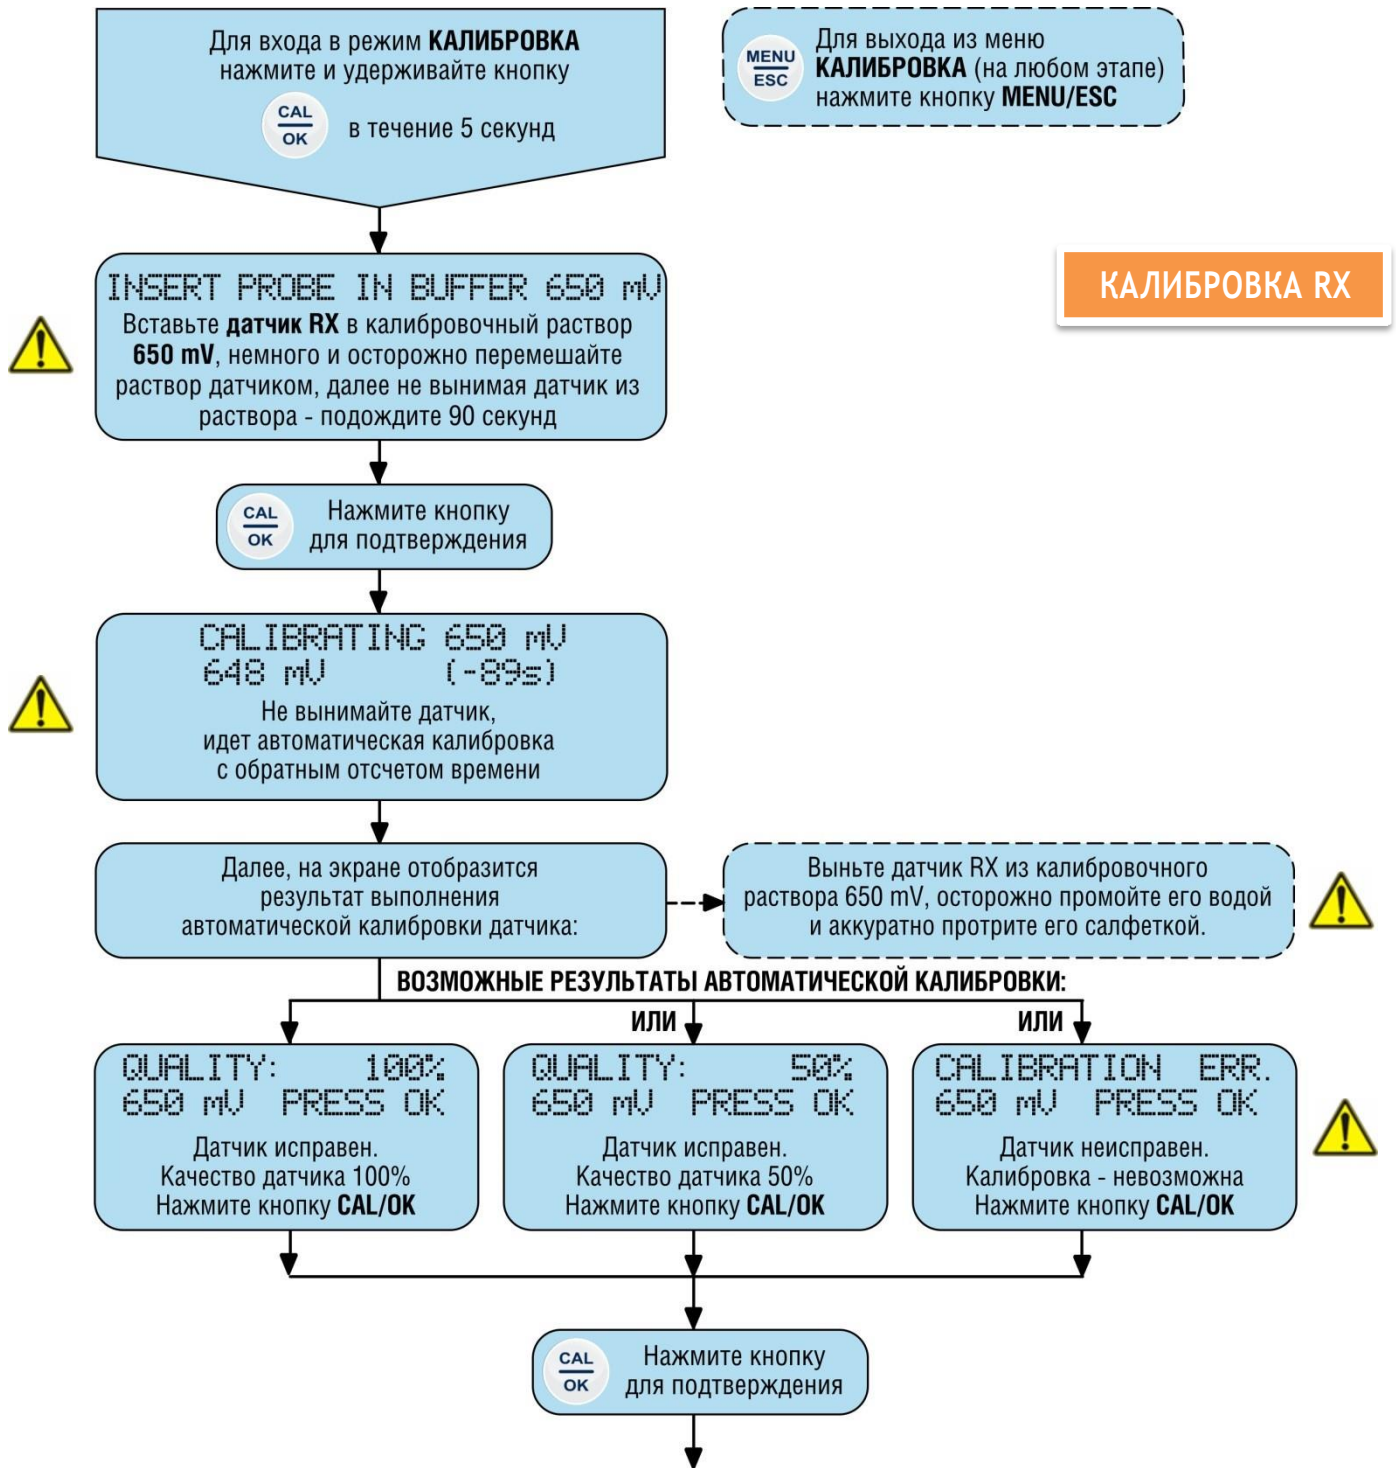 Для входа в режим КАЛИБРОВКА
нажмите и удерживайте кнопку
CAL
OK
в течение 5 секунд
MENU
ESC
Для выхода из меню
КАЛИБРОВКА (на любом этапе)
нажмите кнопку MENU/ESC
КАЛИБРОВКА RX
INSERT PROBE IN BUFFER 650 mV
Вставьте датчик RX в калибровочный раствор
650 mV, немного и осторожно перемешайте
раствор датчиком, далее не вынимая датчик из
раствора - подождите 90 секунд
CAL
OK
Нажмите кнопку
для подтверждения
CALIBRATING 650 mV
648 mV (-89s)
Не вынимайте датчик,
идет автоматическая калибровка
с обратным отсчетом времени
Далее, на экране отобразится
результат выполнения
автоматической калибровки датчика:
Выньте датчик RX из калибровочного
раствора 650 mV, осторожно промойте его водой
и аккуратно протрите его салфеткой.
ВОЗМОЖНЫЕ РЕЗУЛЬТАТЫ АВТОМАТИЧЕСКОЙ КАЛИБРОВКИ:
ИЛИ
ИЛИ
QUALITY: 100%
650 mV PRESS OK
Датчик исправен.
Качество датчика 100%
Нажмите кнопку CAL/OK
QUALITY: 50%
650 mV PRESS OK
Датчик исправен.
Качество датчика 50%
Нажмите кнопку CAL/OK
CALIBRATION ERR.
650 mV PRESS OK
Датчик неисправен.
Калибровка - невозможна
Нажмите кнопку CAL/OK
CAL
OK
Нажмите кнопку
для подтверждения